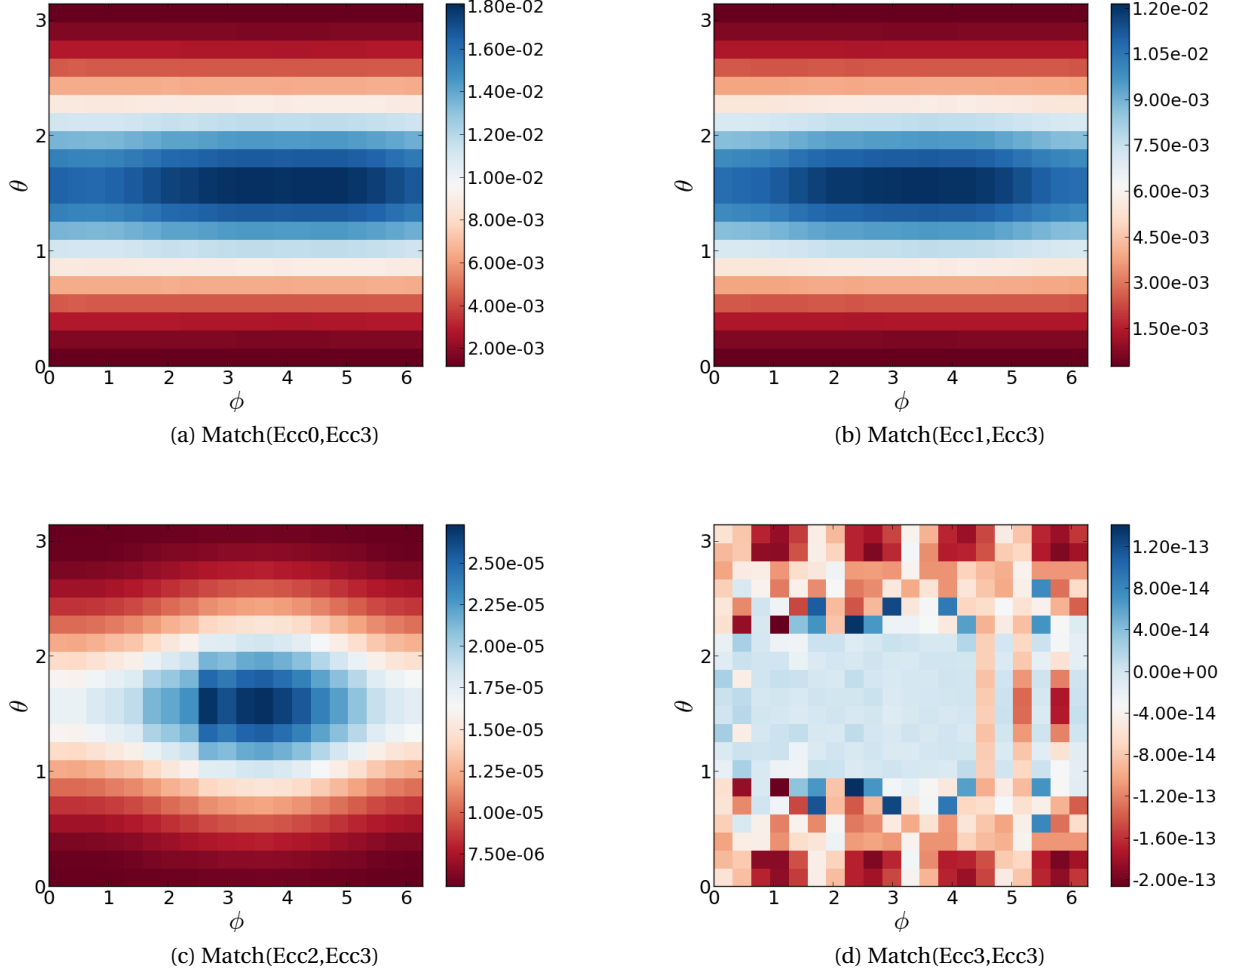 3
2
θ
1
0
0 1 2 3 4 5 6
ϕ
1.80e-02
1.60e-02
1.40e-02
1.20e-02
1.00e-02
8.00e-03
6.00e-03
4.00e-03
2.00e-03
(a) Match(Ecc0,Ecc3)
3
2
θ
1
0
0 1 2 3 4 5 6
ϕ
1.20e-02
1.05e-02
9.00e-03
7.50e-03
6.00e-03
4.50e-03
3.00e-03
1.50e-03
(b) Match(Ecc1,Ecc3)
3
2
θ
1
0
0 1 2 3 4 5 6
ϕ
2.50e-05
2.25e-05
2.00e-05
1.75e-05
1.50e-05
1.25e-05
1.00e-05
7.50e-06
(c) Match(Ecc2,Ecc3)
3
2
θ
1
0
0 1 2 3 4 5 6
ϕ
1.20e-13
8.00e-14
4.00e-14
0.00e+00
-4.00e-14
-8.00e-14
-1.20e-13
-1.60e-13
-2.00e-13
(d) Match(Ecc3,Ecc3)